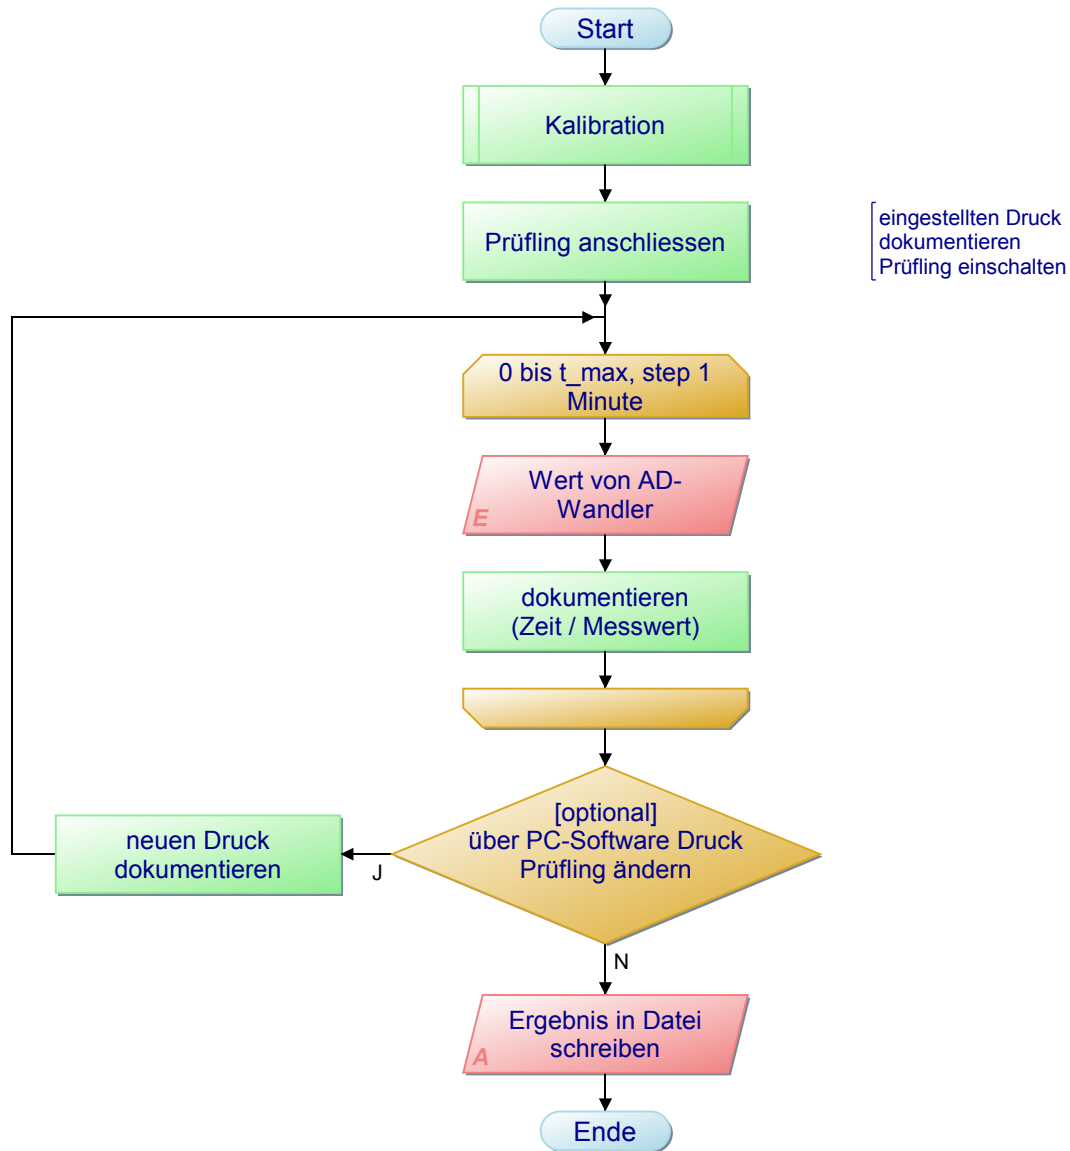 Start
Kalibration
Prüfling anschliessen
eingestellten Druck
dokumentieren
Prüfling einschalten
0 bis t_max, step 1
Minute
Wert von AD-
Wandler
E
dokumentieren
(Zeit / Messwert)
[optional]
über PC-Software Druck
Prüfling ändern
J
neuen Druck
dokumentieren
N
Ergebnis in Datei
schreiben
A
Ende